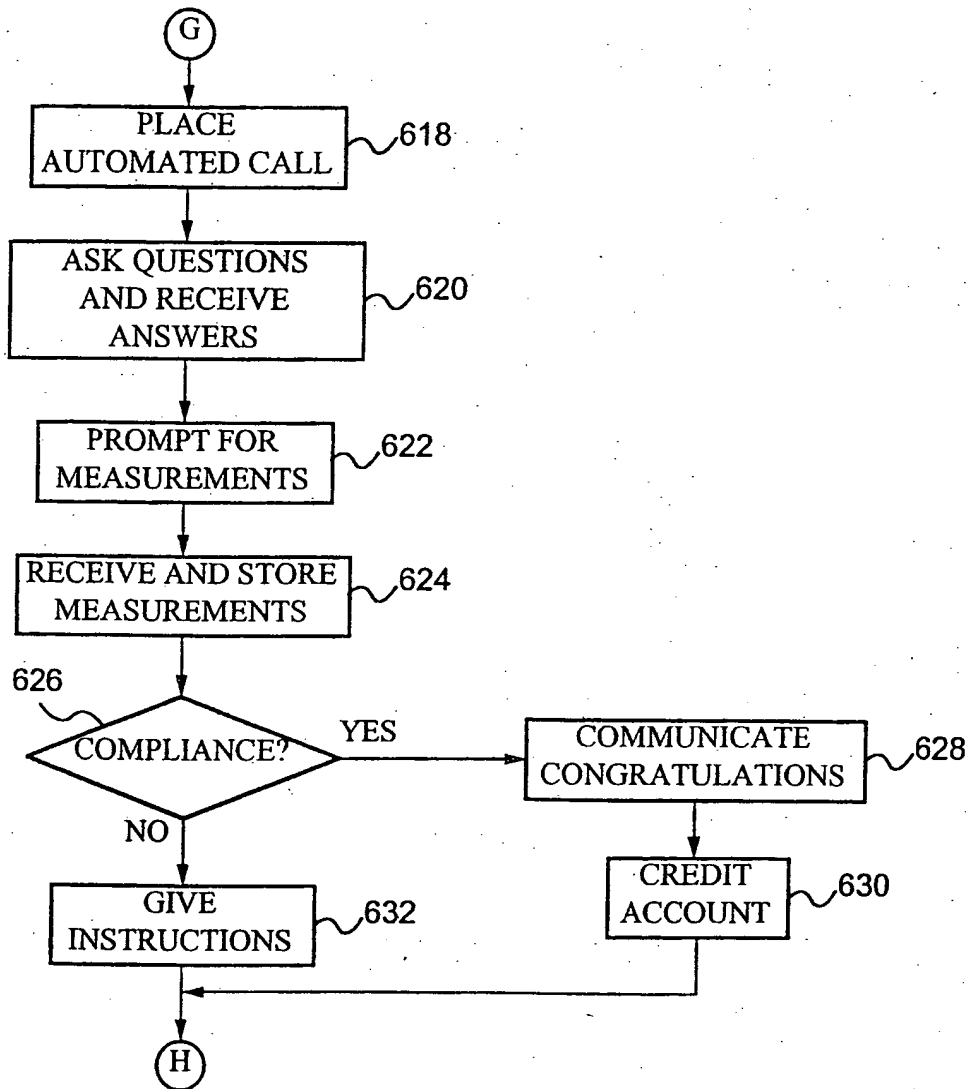 G
PLACE
AUTOMATED CALL
618
ASK QUESTIONS
AND RECEIVE
ANSWERS
620
PROMPT FOR
MEASUREMENTS
622
RECEIVE AND STORE
MEASUREMENTS
624
626
COMPLIANCE?
YES
NO
COMMUNICATE
CONGRATULATIONS
628
CREDIT
ACCOUNT
630
GIVE
INSTRUCTIONS
632
H